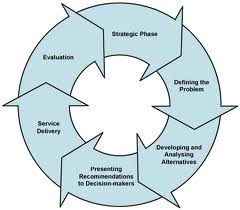 Strategic Phase
Defining the
Problem
Developing and
Analysing
Alternatives
Presenting
Recommendations
to Decision-makers
Service
Delivery
Evaluation